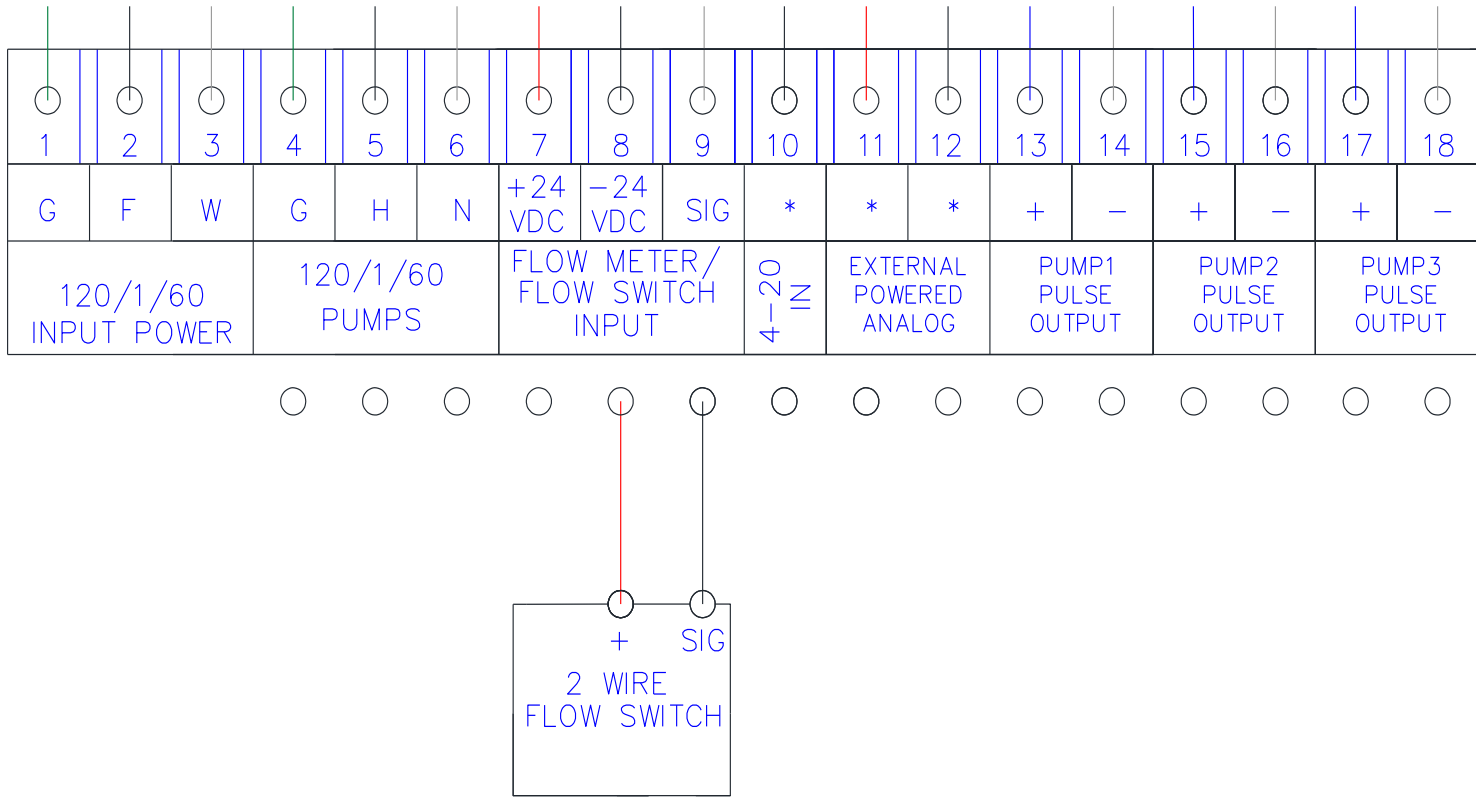 1 2 3 4 5 6 7 8 9 10 11 12 13 14 15 16 17 18
G F W G H N +24 VDC -24 VDC SIG * * * + - + - + -
120/1/60
INPUT POWER
120/1/60
PUMPS
FLOW METER/
FLOW SWITCH
INPUT
4-20
IN
EXTERNAL
POWERED
ANALOG
PUMP1
PULSE
OUTPUT
PUMP2
PULSE
OUTPUT
PUMP3
PULSE
OUTPUT
+ SIG
2 WIRE
FLOW SWITCH